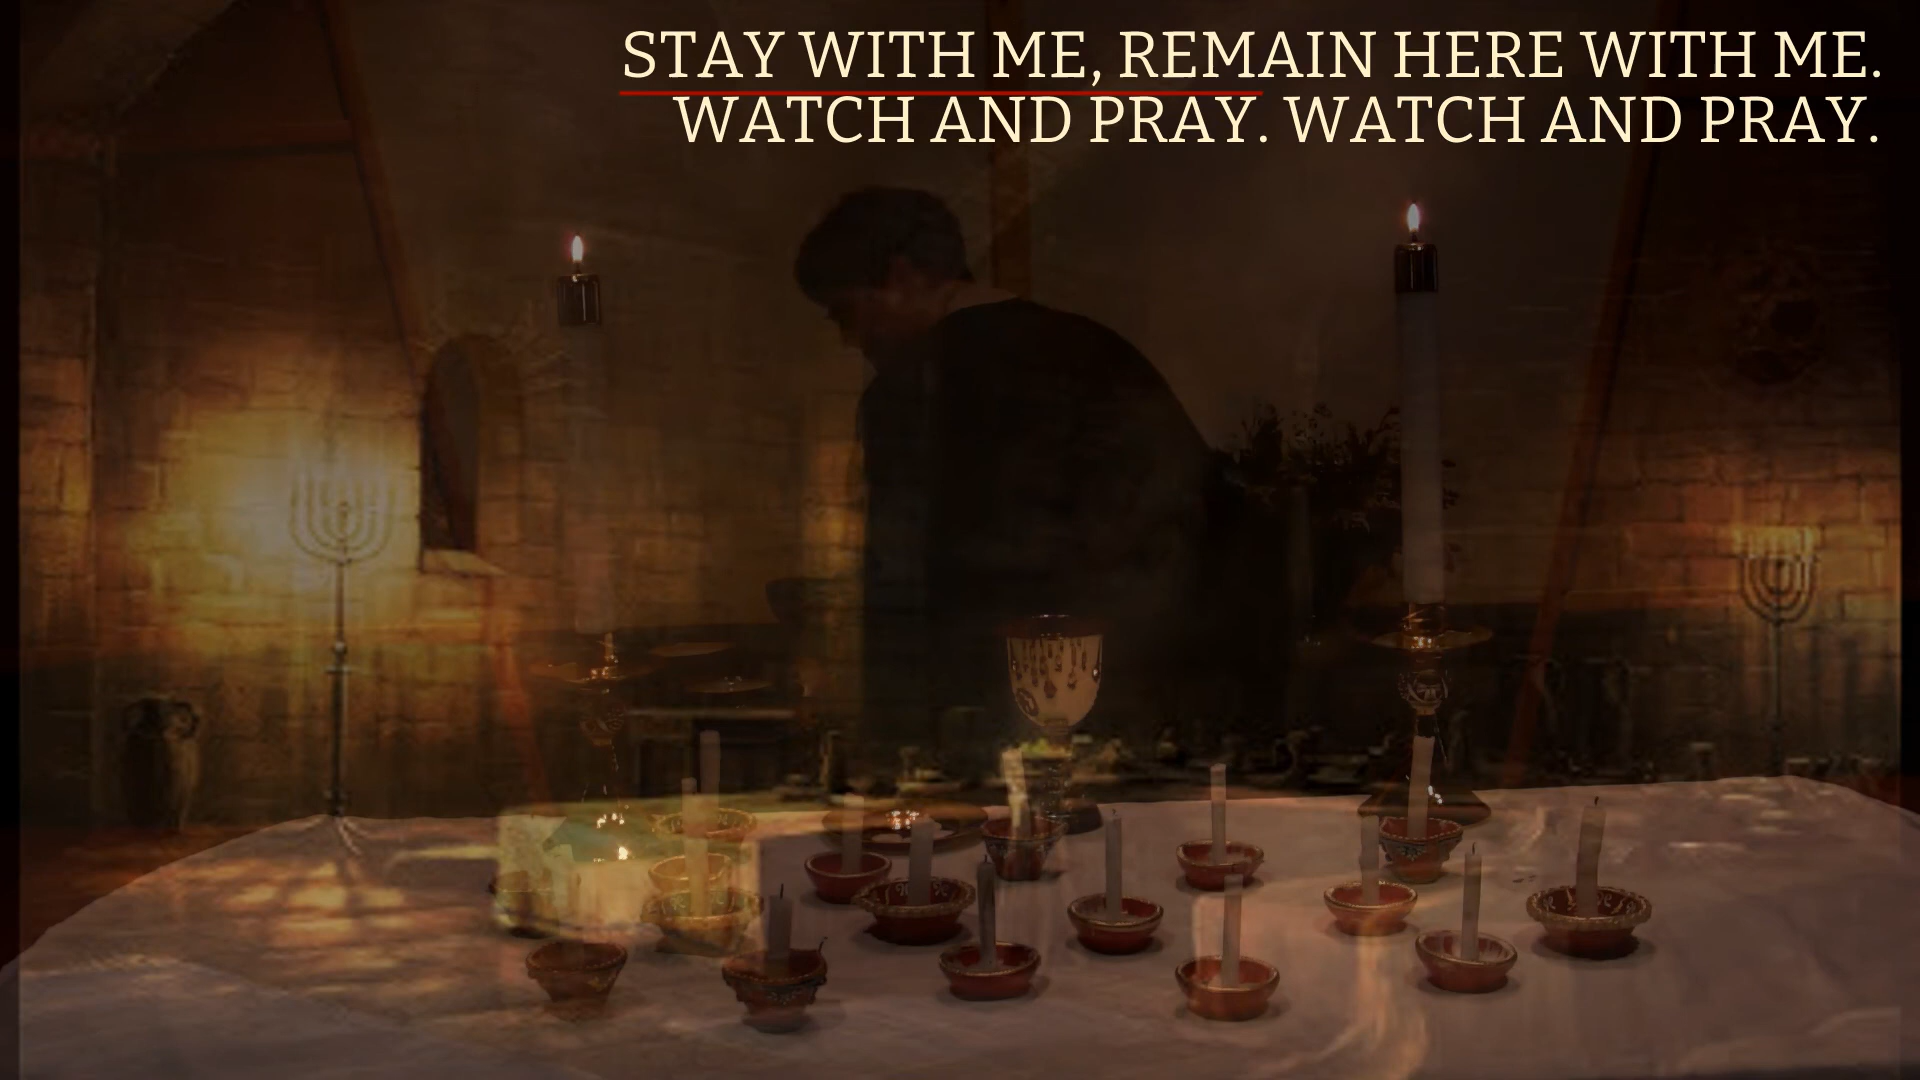 STAY WITH ME, REMAIN HERE WITH ME.
WATCH AND PRAY. WATCH AND PRAY.